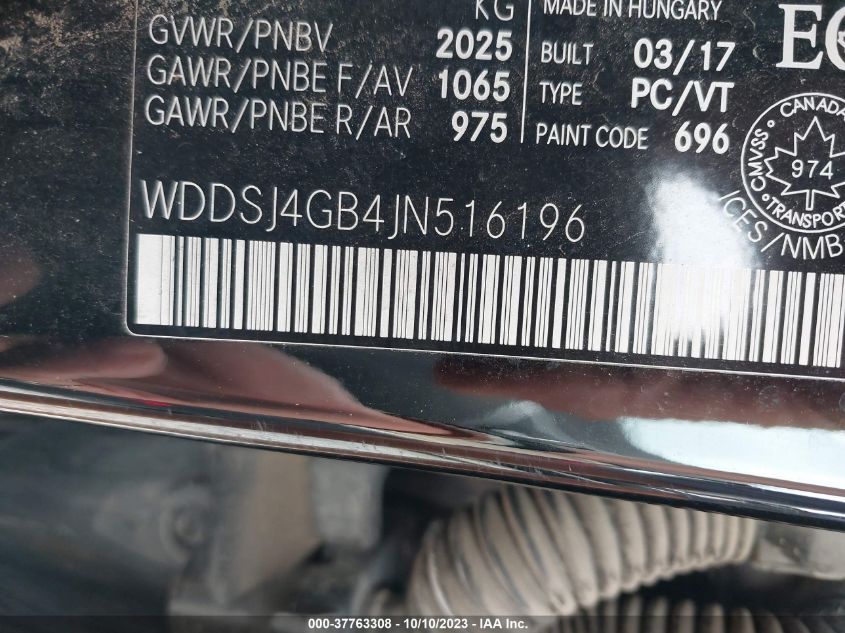 KG
MADE IN HUNGARY
GVWR/PNBV 2025
BUILT 03/17
GAWR/PNBE F/AV 1065
TYPE PC/VT
GAWR/PNBE R/AR 975
PAINT CODE 696
CANADA
CMVSS
974
TRANSPORT
ICES/NMB
WDDSJ4GB4JN516196
000-37763308 - 10/10/2023 - IAA Inc.